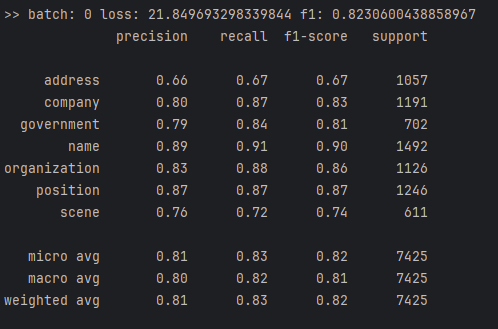 >> batch: 0 loss: 21.849693298339844 f1: 0.8230600438858967
precision recall f1-score support
address 0.66 0.67 0.67 1057
company 0.80 0.87 0.83 1191
government 0.79 0.84 0.81 702
name 0.89 0.91 0.90 1492
organization 0.83 0.88 0.86 1126
position 0.87 0.87 0.87 1246
scene 0.76 0.72 0.74 611
micro avg 0.81 0.83 0.82 7425
macro avg 0.80 0.82 0.81 7425
weighted avg 0.81 0.83 0.82 7425